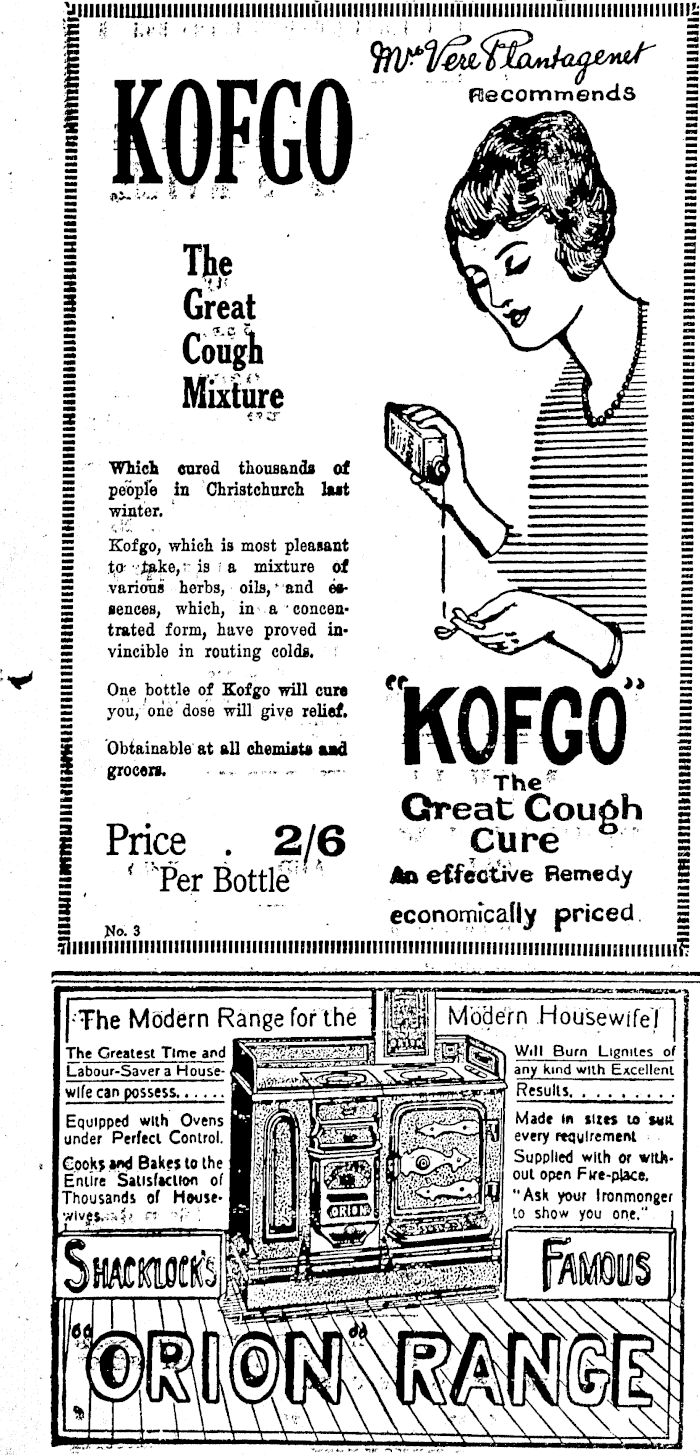 Mrs Vere Plantagenet
Recommends
KOFGO
The
Great
Cough
Mixture
Which cured thousands of
people in Christchurch last
winter.
Kofgo, which is most pleasant
to take, is a mixture of
various herbs, oils, and es-
sences, which, in a concen-
trated form, have proved in-
vincible in routing colds.
One bottle of Kofgo will cure
you, one dose will give relief.
Obtainable at all chemists and
grocers.
Price . 2/6
Per Bottle
No. 3
"KOFGO"
The
Great Cough
Cure
An effective Remedy
economically priced.
The Modern Range for the Modern Housewife!
The Greatest Time and
Labour-Saver a House-
wife can possess......
Equipped with Ovens
under Perfect Control.
Cooks and Bakes to the
Entire Satisfaction of
Thousands of House-
wives.
Will Burn Lignites of
any kind with Excellent
Results. . . . . . . . .
Made in sizes to suit
every requirement
Supplied with or with-
out open Fire-place.
"Ask your Ironmonger
to show you one."
ORION
SHACKLOCK'S
FAMOUS
"ORION" RANGE